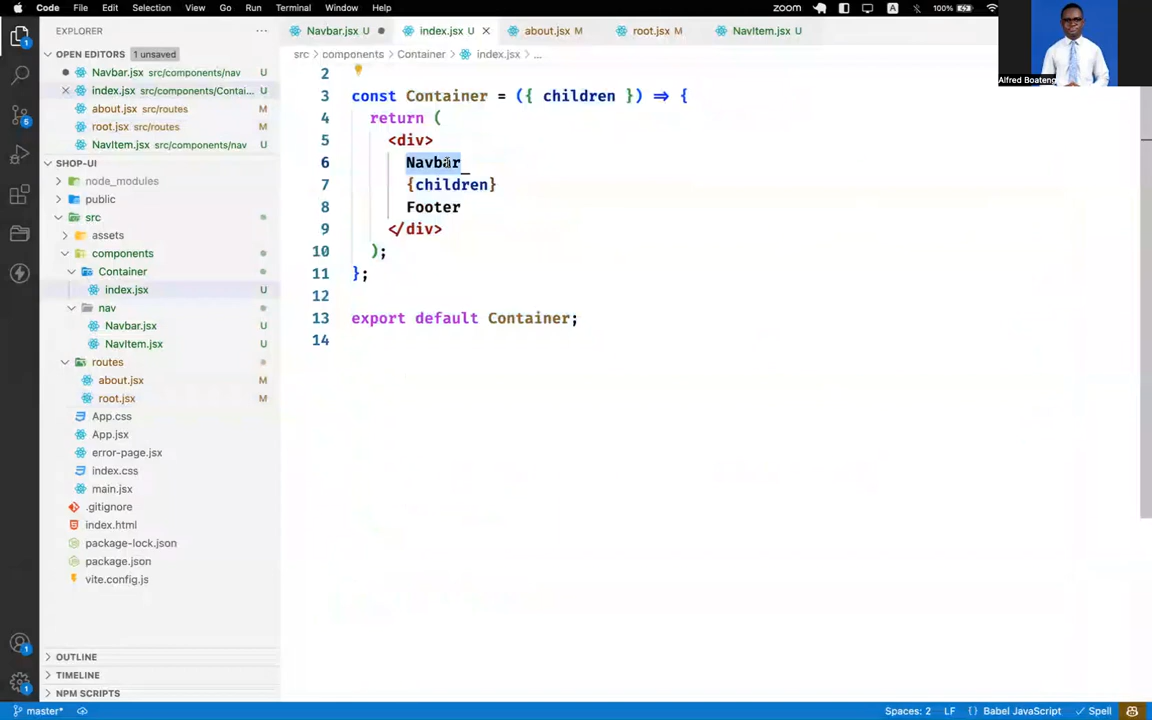 Code File Edit Selection View Go Run Terminal Window Help
zoom A 100%
EXPLORER ...
Navbar.jsx U
index.jsx U
about.jsx M
root.jsx M
NavItem.jsx U
OPEN EDITORS 1 unsaved
src components Container index.jsx ...
Alfred Boateng
Navbar.jsx src/components/nav U
index.jsx src/components/Contai... U
about.jsx src/routes M
root.jsx src/routes M
NavItem.jsx src/components/nav U
SHOP-UI
node_modules
public
src
assets
components
Container
index.jsx U
nav
Navbar.jsx U
NavItem.jsx U
routes
about.jsx M
root.jsx M
App.css
App.jsx
error-page.jsx
index.css
main.jsx
.gitignore
index.html
package-lock.json
package.json
vite.config.js
OUTLINE
TIMELINE
NPM SCRIPTS
2
3 const Container = ({ children }) => {
4 return (
5 <div>
6 Navbar_
7 {children}
8 Footer
9 </div>
10 );
11 };
12
13 export default Container;
14
1
6
1
1
master* Spaces: 2 LF { } Babel JavaScript Spell